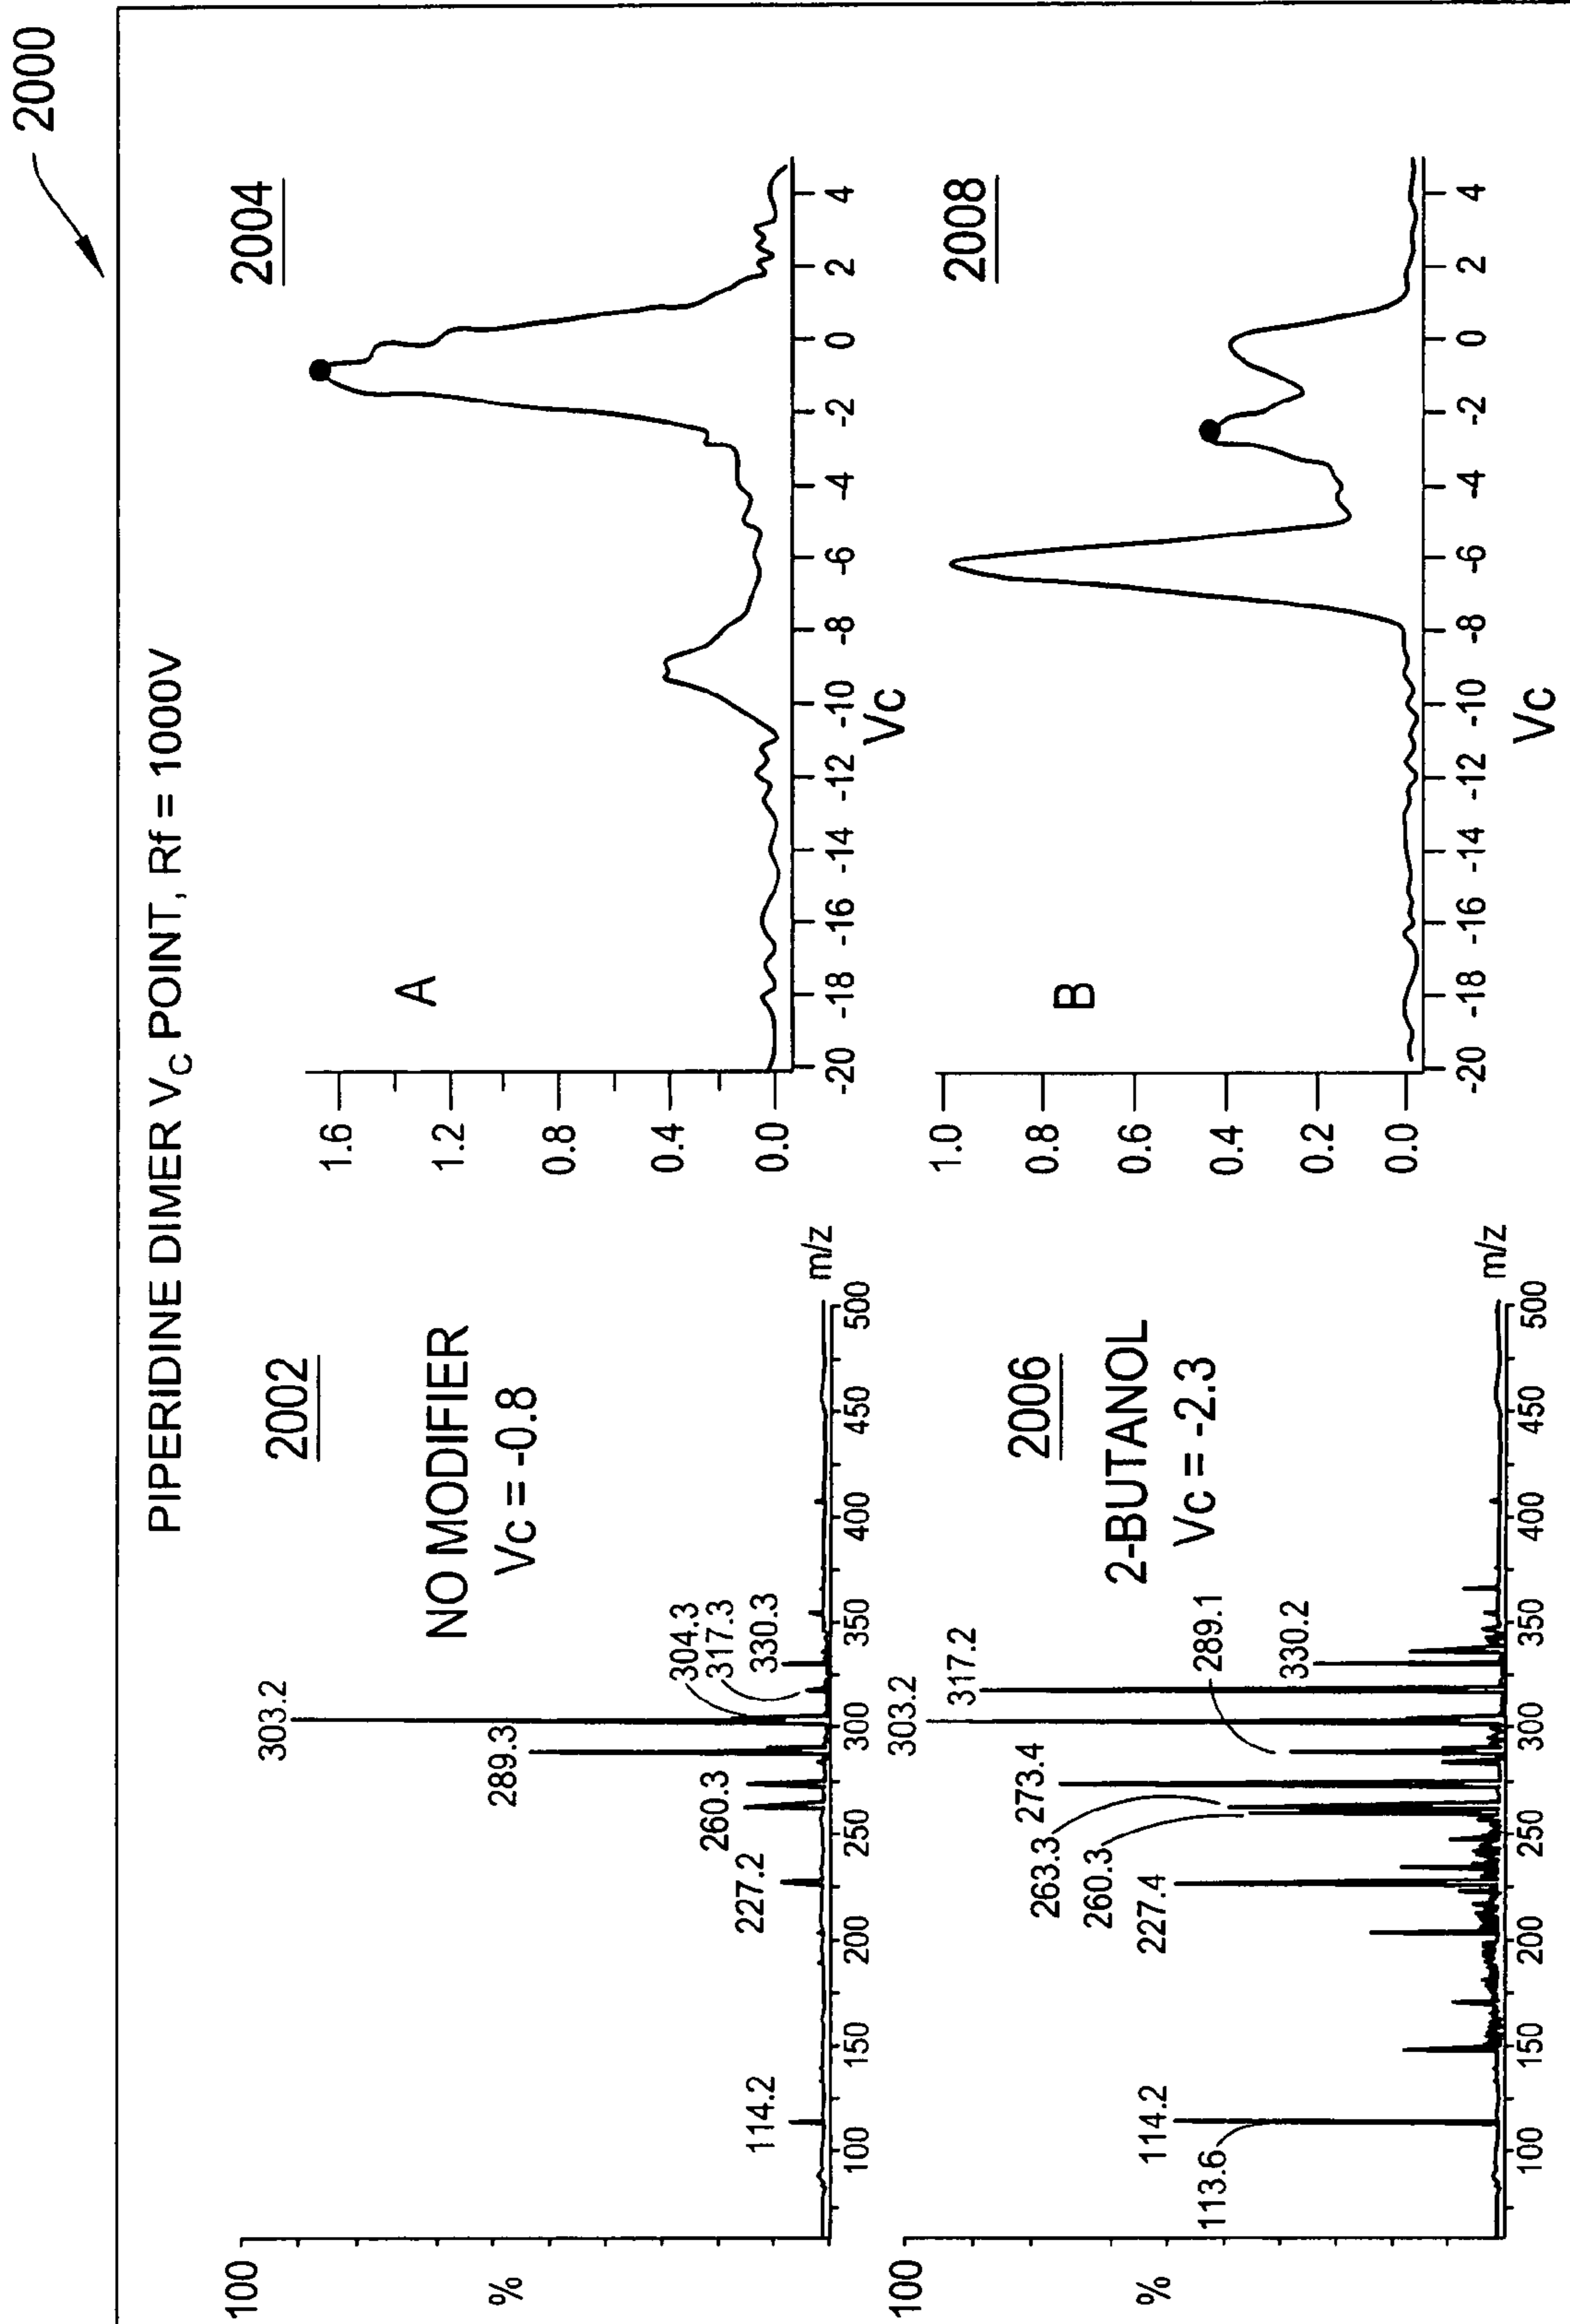 2000
PIPERIDINE DIMER VC POINT, Rf = 1000V
2002
NO MODIFIER
Vc = -0.8
100
%
303.2
289.3
304.3
317.3
330.3
260.3
227.2
114.2
100 150 200 250 300 350 400 450 500 m/z
2004
A
1.6
1.2
0.8
0.4
0.0
-20 -18 -16 -14 -12 -10 -8 -6 -4 -2 0 2 4
Vc
2006
2-BUTANOL
Vc = -2.3
100
%
303.2
317.2
273.4
289.1
263.3
260.3
330.2
227.4
114.2
113.6
100 150 200 250 300 350 400 450 500 m/z
2008
B
1.0
0.8
0.6
0.4
0.2
0.0
-20 -18 -16 -14 -12 -10 -8 -6 -4 -2 0 2 4
Vc